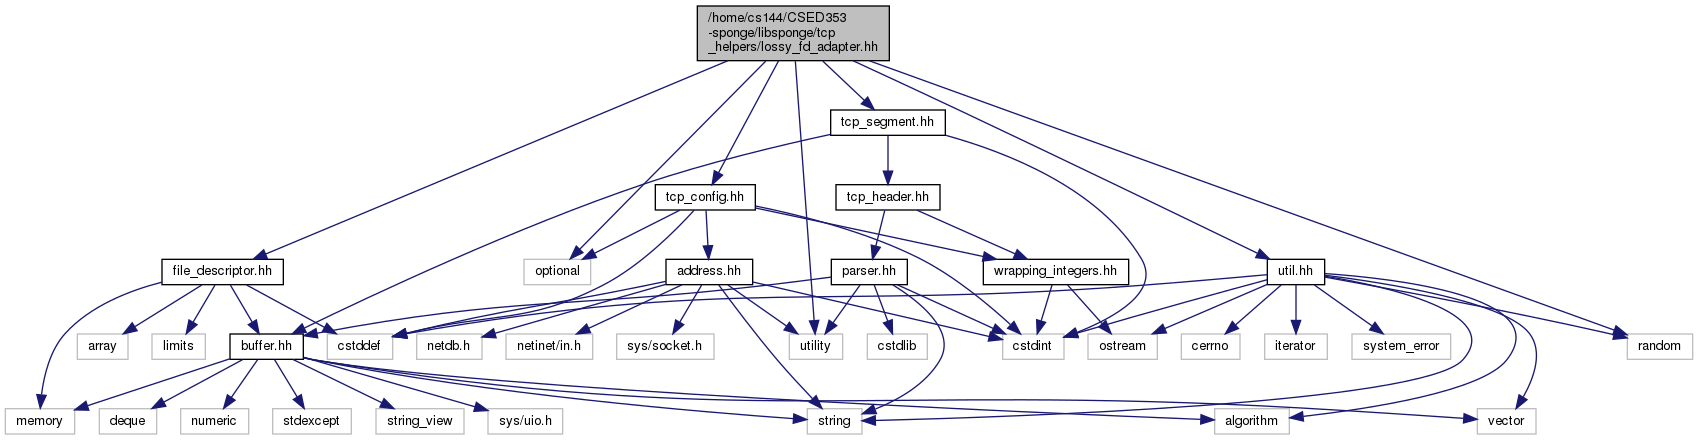 /home/cs144/CSED353
-sponge/libsponge/tcp
_helpers/lossy_fd_adapter.hh
tcp_segment.hh
tcp_config.hh
tcp_header.hh
file_descriptor.hh
optional
address.hh
parser.hh
wrapping_integers.hh
util.hh
array
limits
buffer.hh
cstddef
netdb.h
netinet/in.h
sys/socket.h
utility
cstdlib
cstdint
ostream
cerrno
iterator
system_error
random
memory
deque
numeric
stdexcept
string_view
sys/uio.h
string
algorithm
vector